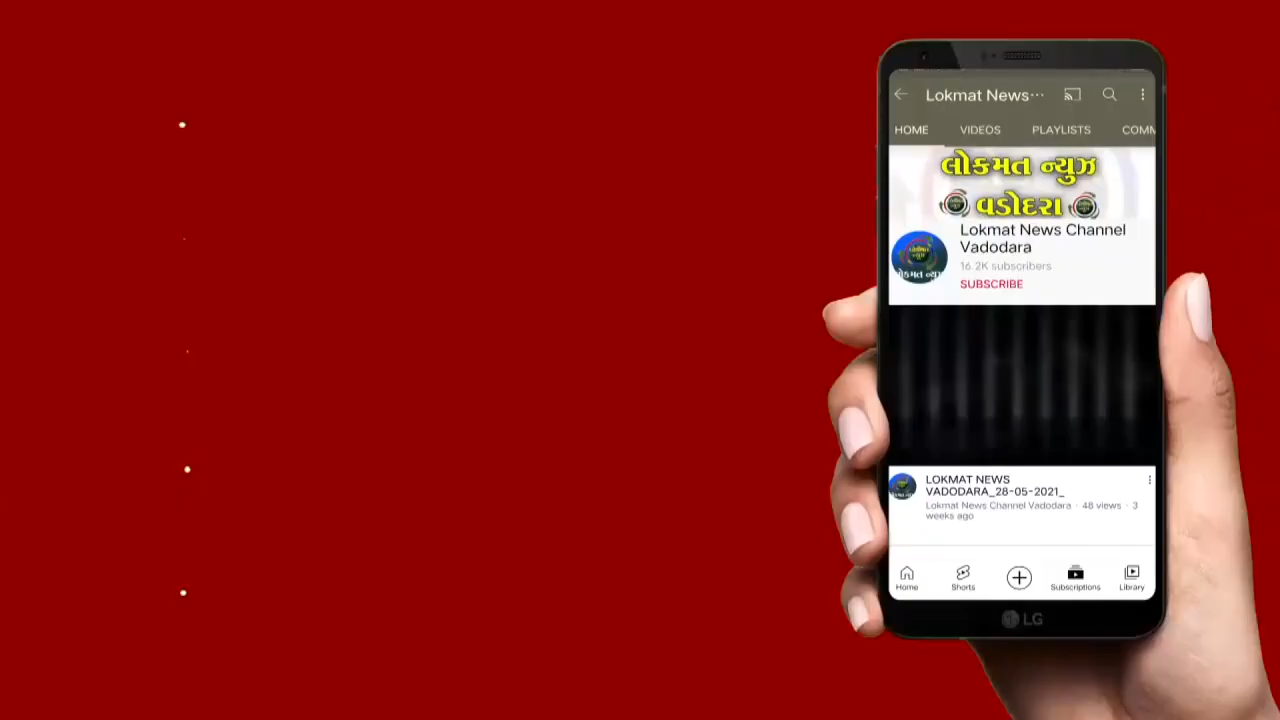 Lokmat News...
HOME VIDEOS PLAYLISTS COMM
લોકમત ન્યુઝ
વડોદરા
Lokmat News Channel
Vadodara
16.2K subscribers
SUBSCRIBE
LOKMAT NEWS
VADODARA_28-05-2021_
Lokmat News Channel Vadodara · 48 views · 3
weeks ago
Home Shorts Subscriptions Library
LG